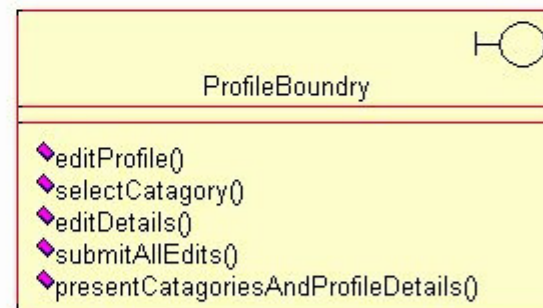 ProfileBoundry
editProfile()
selectCatagory()
editDetails()
submitAllEdits()
presentCatagoriesAndProfileDetails()